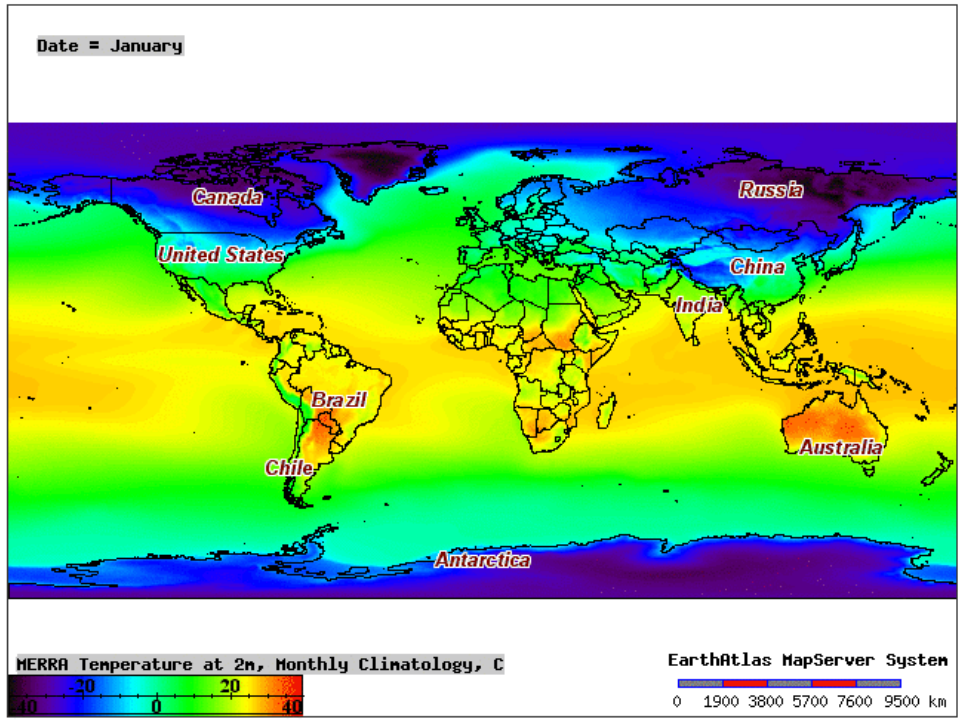 Date = January
Canada
Russia
United States
China
India
Brazil
Australia
Chile
Antarctica
MERRA Temperature at 2m, Monthly Climatology, C
-20 20
-40 0 40
EarthAtlas MapServer System
0 1900 3800 5700 7600 9500 km